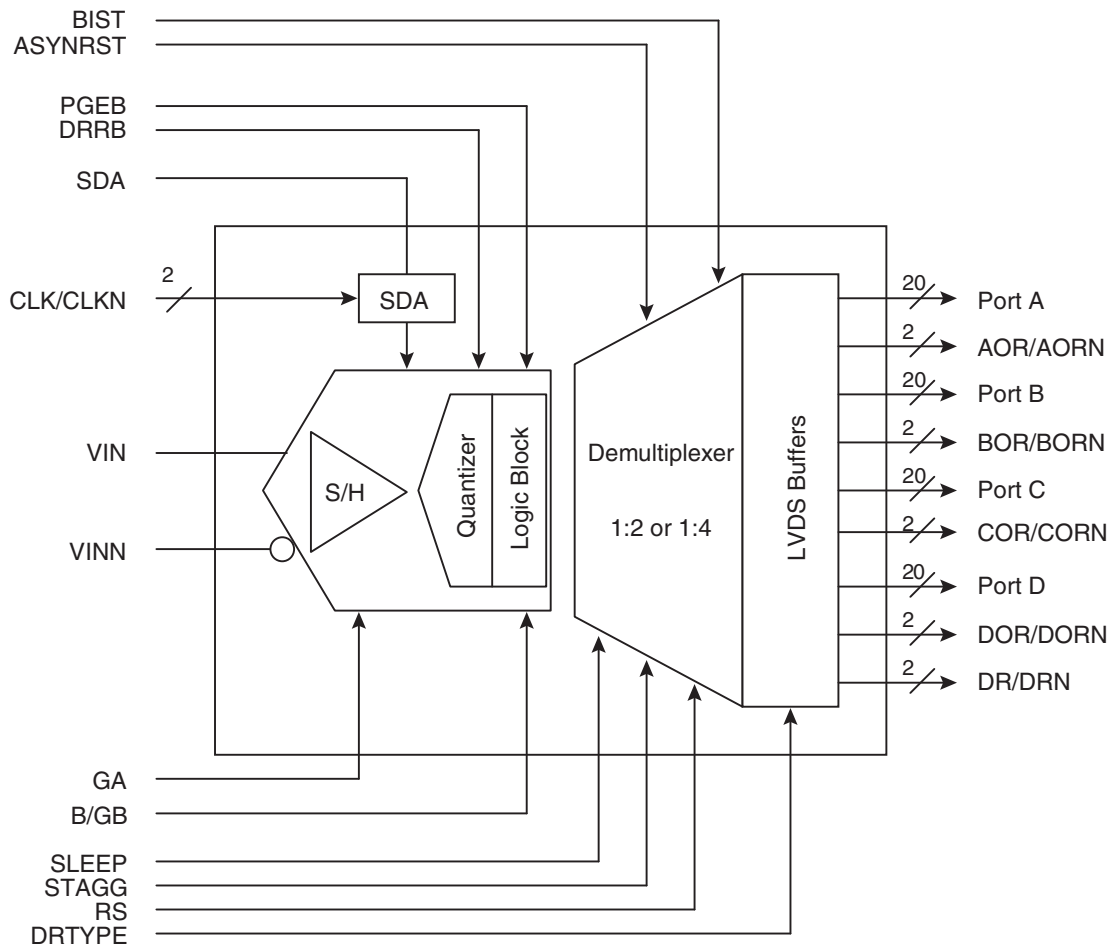 BIST
ASYNRST
PGEB
DRRB
SDA
2
CLK/CLKN
SDA
VIN
VINN
S/H
Quantizer
Logic Block
Demultiplexer
1:2 or 1:4
LVDS Buffers
20
Port A
2
AOR/AORN
20
Port B
2
BOR/BORN
20
Port C
2
COR/CORN
20
Port D
2
DOR/DORN
2
DR/DRN
GA
B/GB
SLEEP
STAGG
RS
DRTYPE